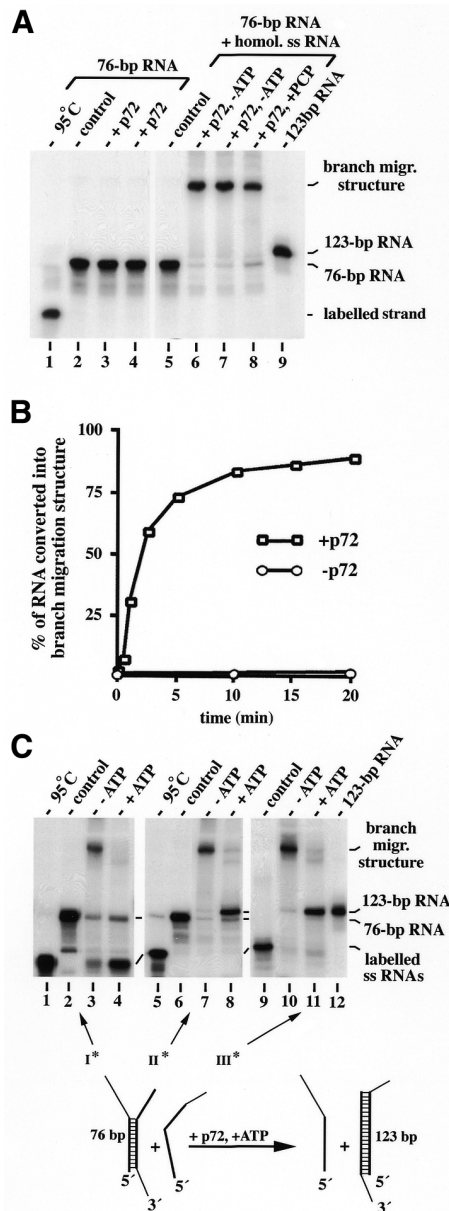 A
76-bp RNA
+ homol. ss RNA
76-bp RNA
- 95°C
- control
- + p72
- + p72
- control
- + p72, -ATP
- + p72, -ATP
- + p72, +PCP
- 123bp RNA
branch migr.
structure
123-bp RNA
76-bp RNA
labelled strand
1 2 3 4 5 6 7 8 9
B
% of RNA converted into
branch migration structure
100
75
50
25
+p72
-p72
0 5 10 15 20
time (min)
C
- 95°C
- control
- - ATP
- + ATP
- 95°C
- control
- - ATP
- + ATP
- control
- - ATP
- + ATP
- 123-bp RNA
branch
migr.
structure
123-bp RNA
76-bp RNA
labelled
ss RNAs
1 2 3 4 5 6 7 8 9 10 11 12
I* II* III*
76 bp + + p72, +ATP + 123 bp
5´ 5´ 5´ 5´
3´ 3´